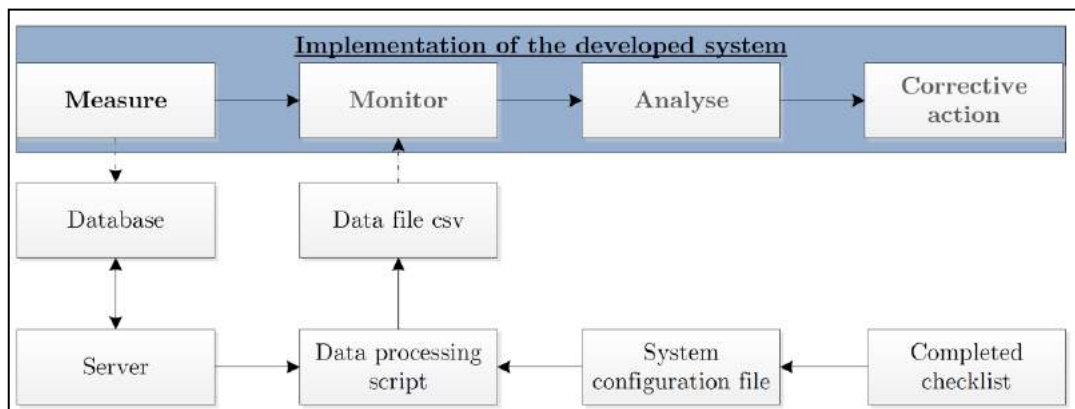 Implementation of the developed system
Measure
Monitor
Analyse
Corrective
action
Database
Data file csv
Server
Data processing
script
System
configuration file
Completed
checklist